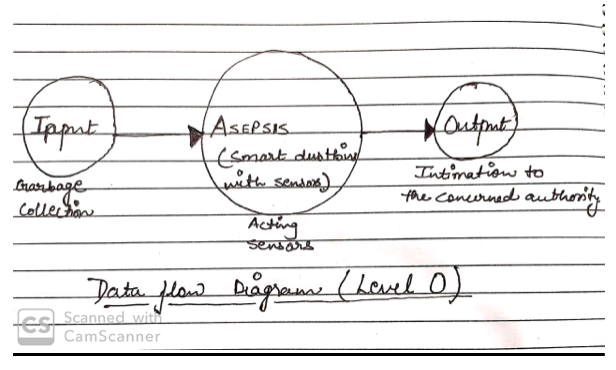 Input
Garbage
Collection
ASEPSIS
(Smart dustbin
with sensors)
Acting
Sensors
Output
Intimation to
the concerned authority
Data flow Diagram (Level 0)
CS Scanned with
CamScanner